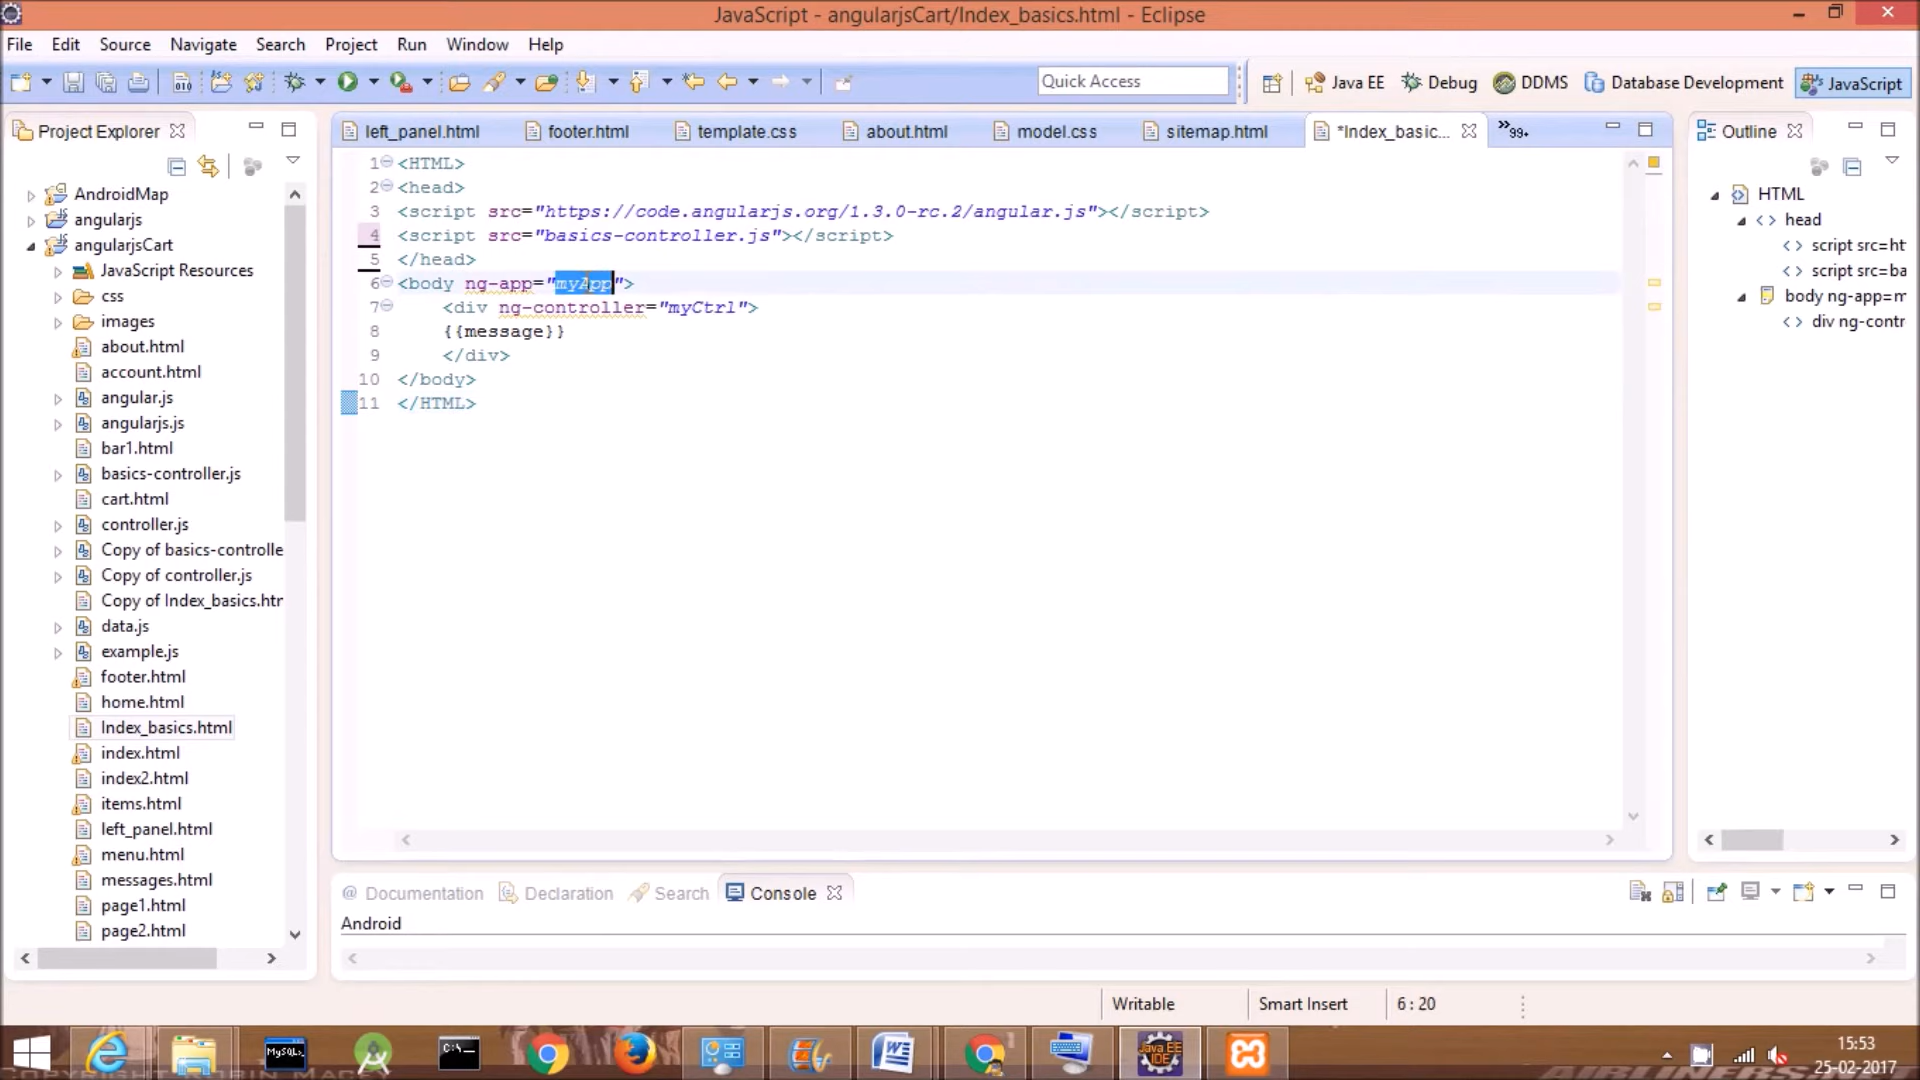 JavaScript - angularjsCart/Index_basics.html - Eclipse
File Edit Source Navigate Search Project Run Window Help
Quick Access
Java EE Debug DDMS Database Development JavaScript
Project Explorer
left_panel.html footer.html template.css about.html model.css sitemap.html *Index_basic... »99+
Outline
AndroidMap
angularjs
angularjsCart
JavaScript Resources
css
images
about.html
account.html
angular.js
angularjs.js
bar1.html
basics-controller.js
cart.html
controller.js
Copy of basics-controlle
Copy of controller.js
Copy of Index_basics.htr
data.js
example.js
footer.html
home.html
Index_basics.html
index.html
index2.html
items.html
left_panel.html
menu.html
messages.html
page1.html
page2.html
1 <HTML>
2 <head>
3 <script src="https://code.angularjs.org/1.3.0-rc.2/angular.js"></script>
4 <script src="basics-controller.js"></script>
5 </head>
6 <body ng-app="myApp">
7 <div ng-controller="myCtrl">
8 {{message}}
9 </div>
10 </body>
11 </HTML>
HTML
head
script src=ht
script src=ba
body ng-app=m
div ng-contr
@ Documentation Declaration Search Console
Android
Writable Smart Insert 6 : 20
MySQL
C:\_
Java EE
IDE
15:53
25-02-2017